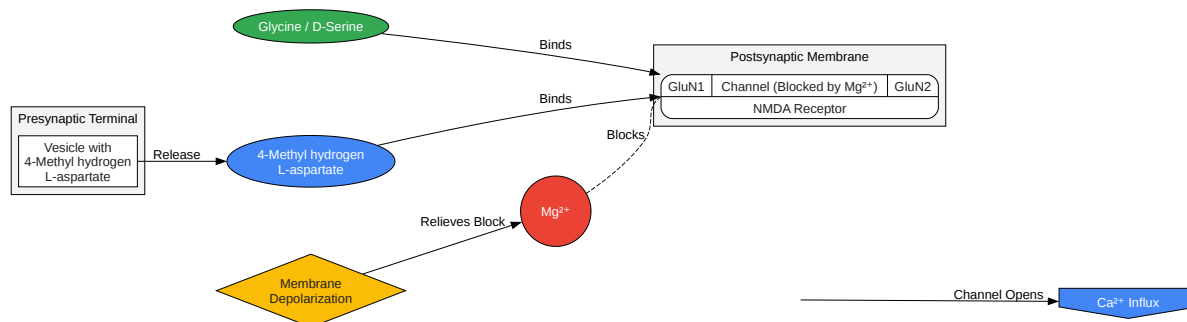 Glycine / D-Serine
Binds
Postsynaptic Membrane
GluN1
Channel (Blocked by Mg²⁺)
GluN2
NMDA Receptor
Binds
Presynaptic Terminal
Vesicle with
4-Methyl hydrogen
L-aspartate
Release
4-Methyl hydrogen
L-aspartate
Blocks
Mg²⁺
Relieves Block
Membrane
Depolarization
Channel Opens
Ca²⁺ Influx